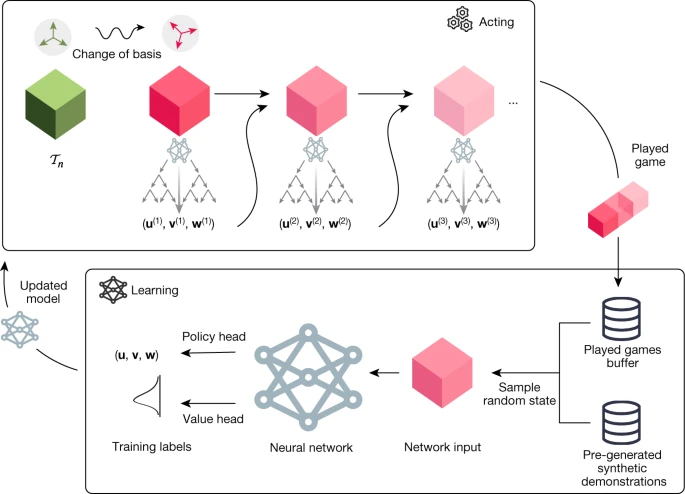 Acting
Change of basis
𝒯n
...
(u(1), v(1), w(1))
(u(2), v(2), w(2))
(u(3), v(3), w(3))
Played
game
Updated
model
Learning
Policy head
(u, v, w)
Value head
Training labels
Neural network
Network input
Sample
random state
Played games
buffer
Pre-generated
synthetic
demonstrations